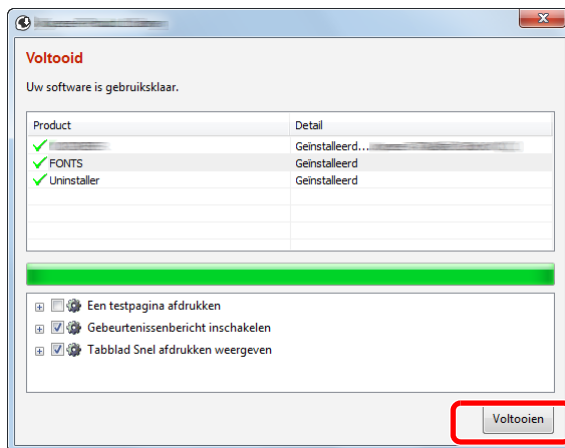 Voltooid
Uw software is gebruiksklaar.
Product Detail
Geïnstalleerd...
FONTS Geïnstalleerd
Uninstaller Geïnstalleerd
Een testpagina afdrukken
Gebeurtenissenbericht inschakelen
Tabblad Snel afdrukken weergeven
Voltooien